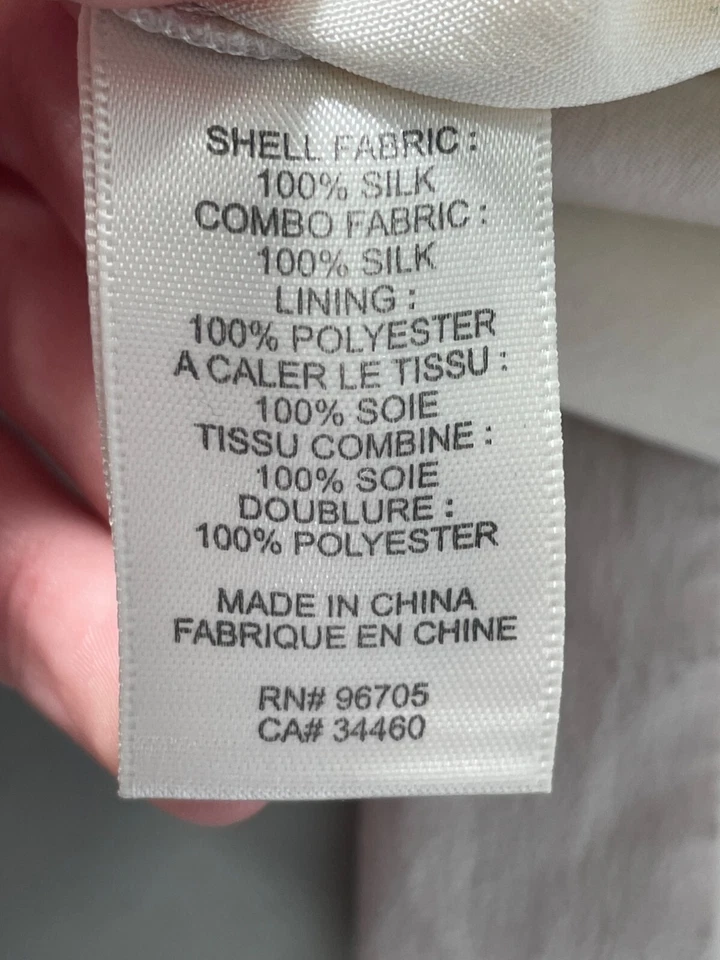 SHELL FABRIC :
100% SILK
COMBO FABRIC :
100% SILK
LINING :
100% POLYESTER
A CALER LE TISSU :
100% SOIE
TISSU COMBINE :
100% SOIE
DOUBLURE :
100% POLYESTER
MADE IN CHINA
FABRIQUE EN CHINE
RN# 96705
CA# 34460